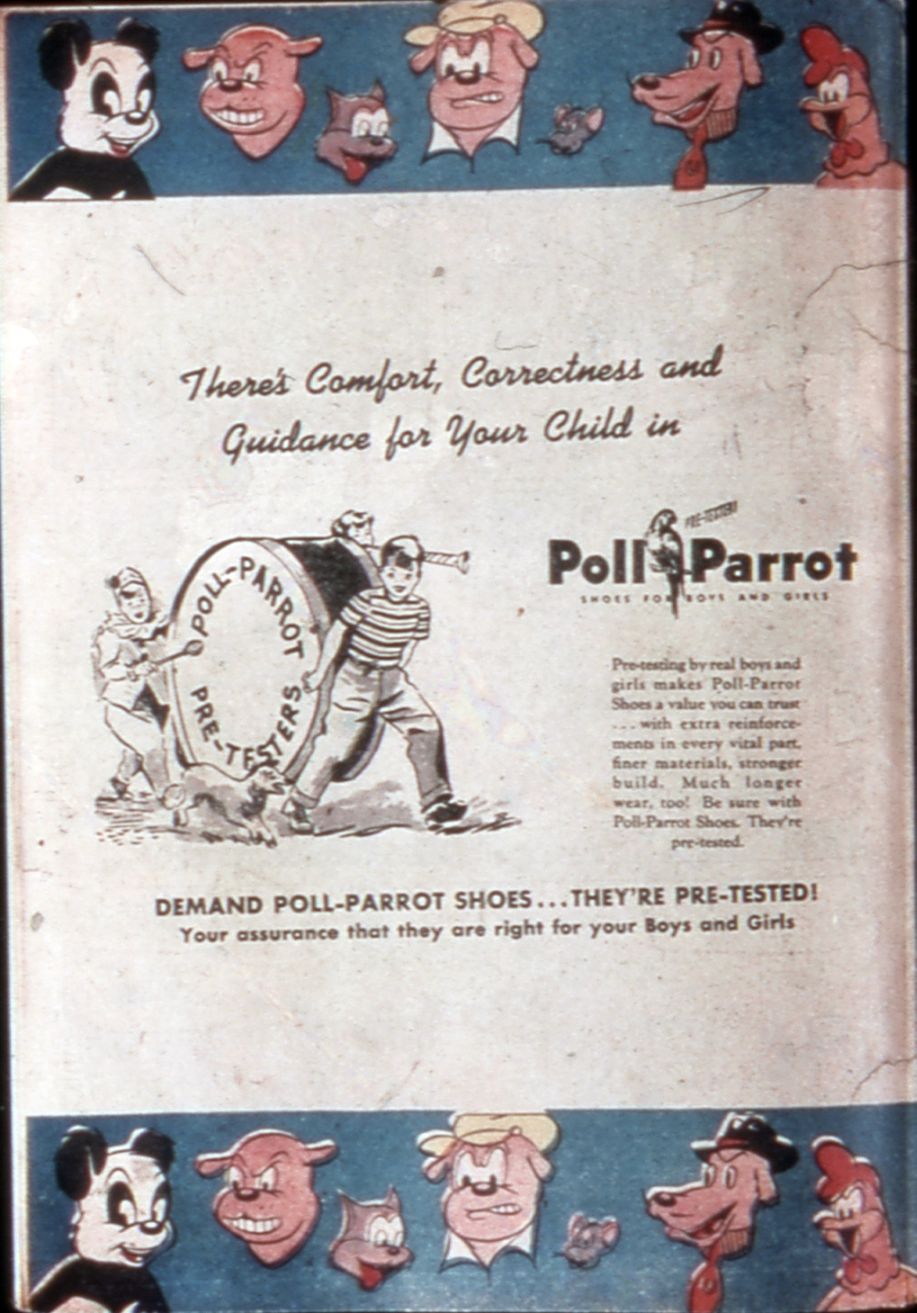 There's Comfort, Correctness and
Guidance for Your Child in
POLL-PARROT
PRE-TESTERS
PRE-TESTED!
Poll Parrot
SHOES FOR BOYS AND GIRLS
Pre-testing by real boys and
girls makes Poll-Parrot
Shoes a value you can trust
... with extra reinforce-
ments in every vital part,
finer materials, stronger
build. Much longer
wear, too! Be sure with
Poll-Parrot Shoes. They're
pre-tested.
DEMAND POLL-PARROT SHOES...THEY'RE PRE-TESTED!
Your assurance that they are right for your Boys and Girls